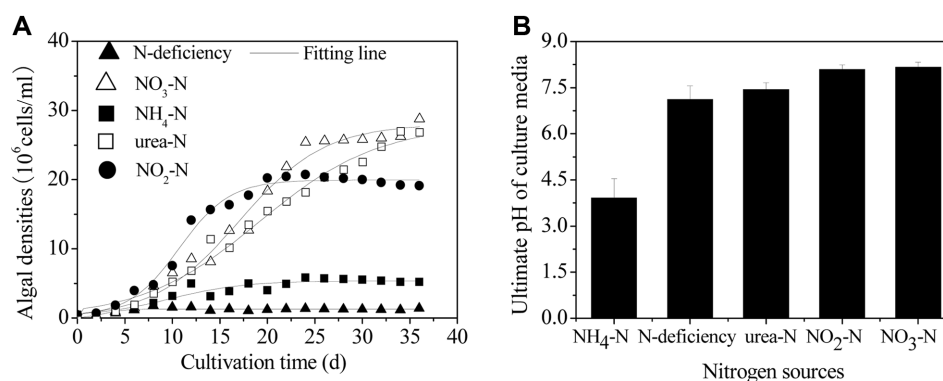 A
Algal densities (10⁶cells/ml)
40
30
20
10
0
N-deficiency
Fitting line
NO₃-N
NH₄-N
urea-N
NO₂-N
0 5 10 15 20 25 30 35 40
Cultivation time (d)
B
Ultimate pH of culture media
9.0
7.5
6.0
4.5
3.0
1.5
0.0
NH₄-N N-deficiency urea-N NO₂-N NO₃-N
Nitrogen sources